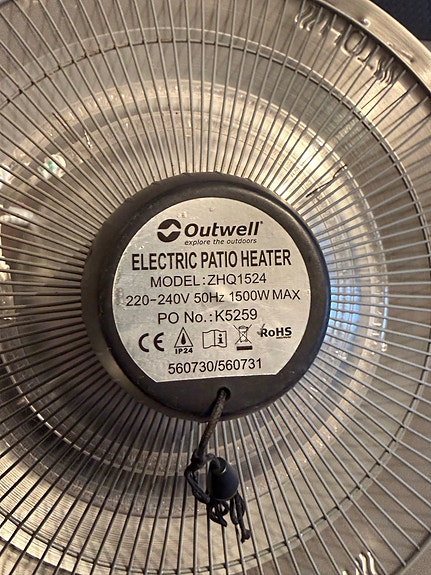 Outwell
explore the outdoors
ELECTRIC PATIO HEATER
MODEL:ZHQ1524
220-240V 50Hz 1500W MAX
PO No.:K5259
CE IP24 i RoHS
560730/560731